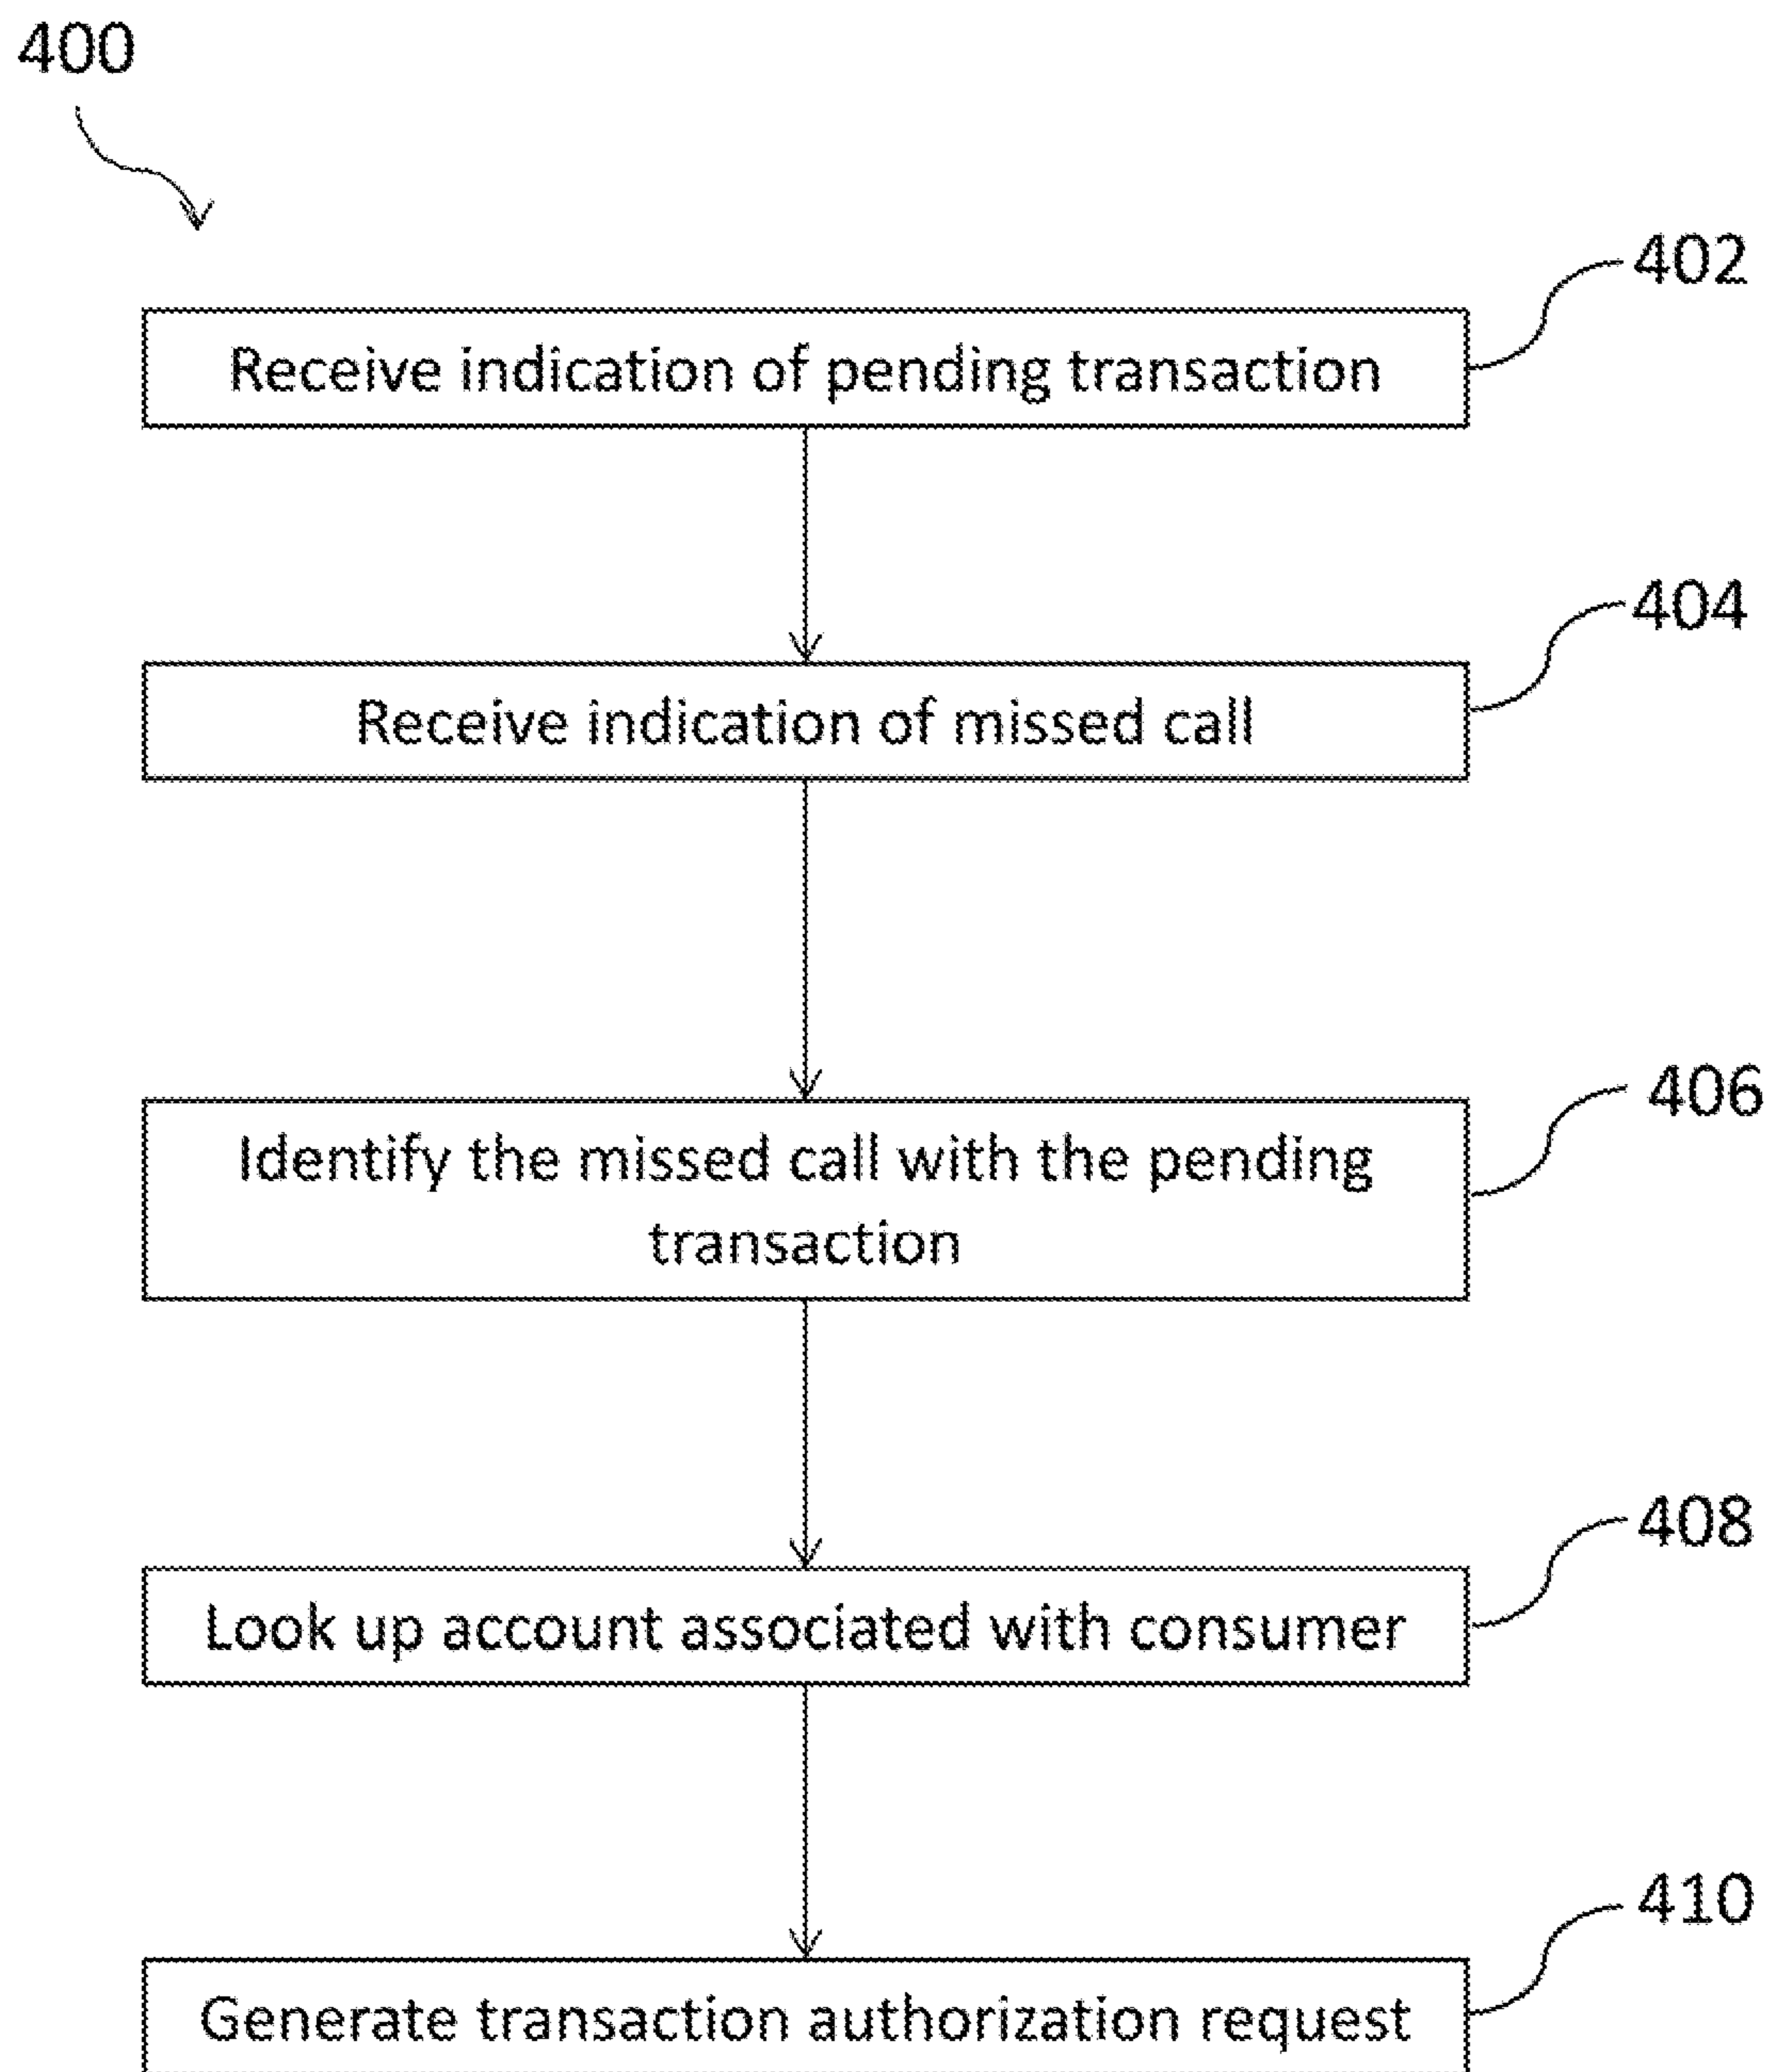 400
402
Receive indication of pending transaction
404
Receive indication of missed call
406
Identify the missed call with the pending
transaction
408
Look up account associated with consumer
410
Generate transaction authorization request